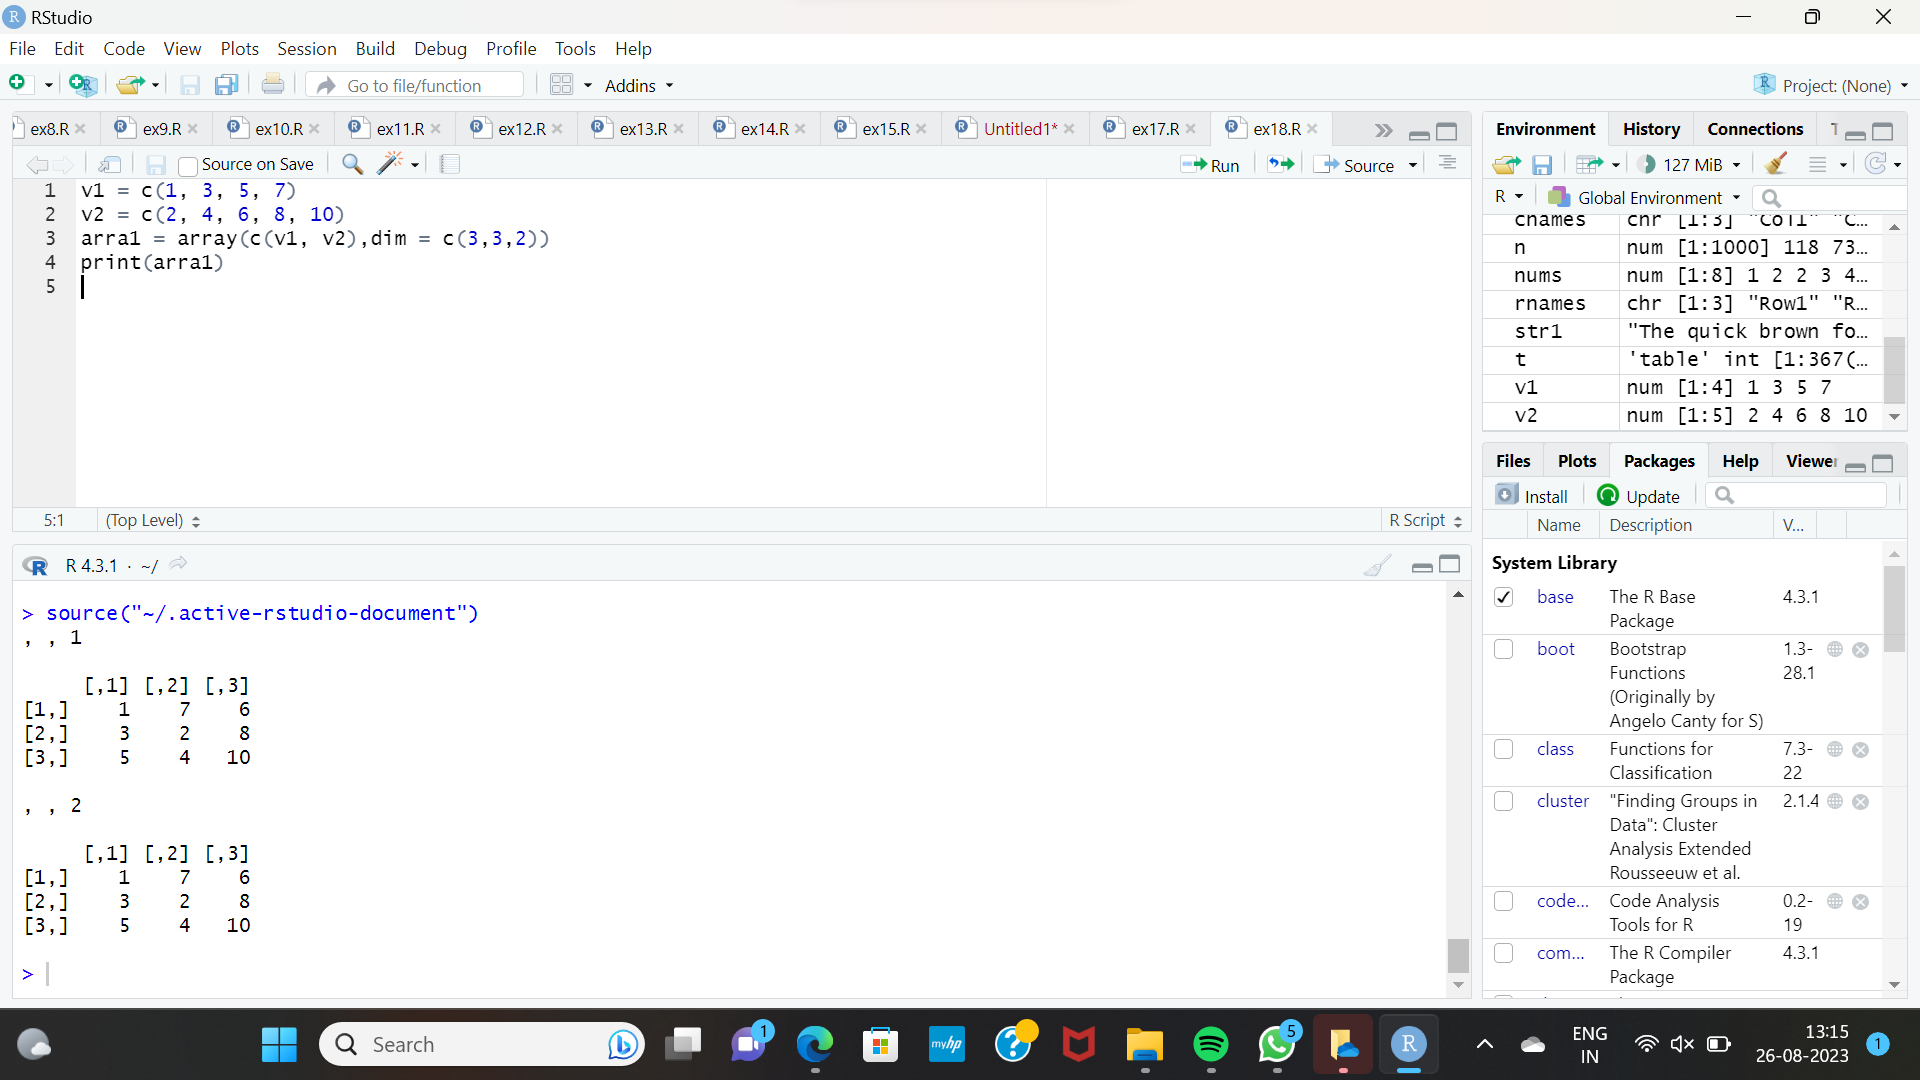 RStudio
File Edit Code View Plots Session Build Debug Profile Tools Help
Go to file/function Addins Project: (None)
ex8.R ex9.R ex10.R ex11.R ex12.R ex13.R ex14.R ex15.R Untitled1* ex17.R ex18.R
Source on Save Run Source
1 v1 = c(1, 3, 5, 7)
2 v2 = c(2, 4, 6, 8, 10)
3 arra1 = array(c(v1, v2),dim = c(3,3,2))
4 print(arra1)
5
5:1 (Top Level) R Script
R 4.3.1 · ~/
> source("~/.active-rstudio-document")
, , 1
[,1] [,2] [,3]
[1,] 1 7 6
[2,] 3 2 8
[3,] 5 4 10
, , 2
[,1] [,2] [,3]
[1,] 1 7 6
[2,] 3 2 8
[3,] 5 4 10
>
Environment History Connections T
127 MiB
R Global Environment
cnames chr [1:3] "Col1" "C…
n num [1:1000] 118 73…
nums num [1:8] 1 2 2 3 4…
rnames chr [1:3] "Row1" "R…
str1 "The quick brown fo…
t 'table' int [1:367(…
v1 num [1:4] 1 3 5 7
v2 num [1:5] 2 4 6 8 10
Files Plots Packages Help Viewer
Install Update
Name Description V...
System Library
base The R Base 4.3.1
Package
boot Bootstrap 1.3-
Functions 28.1
(Originally by
Angelo Canty for S)
class Functions for 7.3-
Classification 22
cluster "Finding Groups in 2.1.4
Data": Cluster
Analysis Extended
Rousseeuw et al.
code... Code Analysis 0.2-
Tools for R 19
com... The R Compiler 4.3.1
Package
Search
1
myhp
5
ENG
IN
13:15
26-08-2023
1